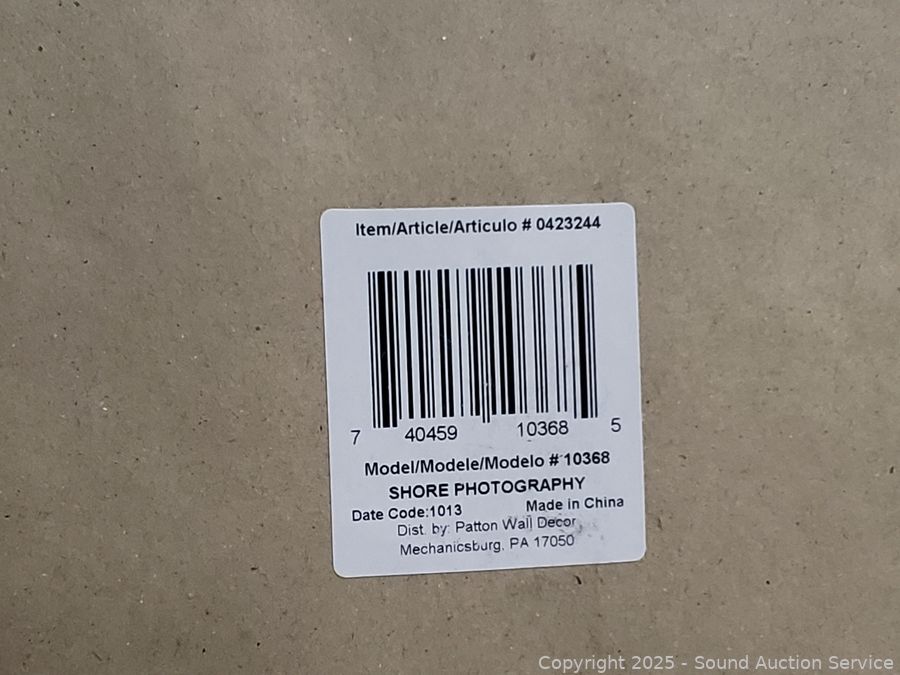 Item/Article/Articulo # 0423244
7 40459 10368 5
Model/Modele/Modelo # 10368
SHORE PHOTOGRAPHY
Date Code:1013 Made in China
Dist. by: Patton Wall Decor
Mechanicsburg, PA 17050
Copyright 2025 - Sound Auction Service